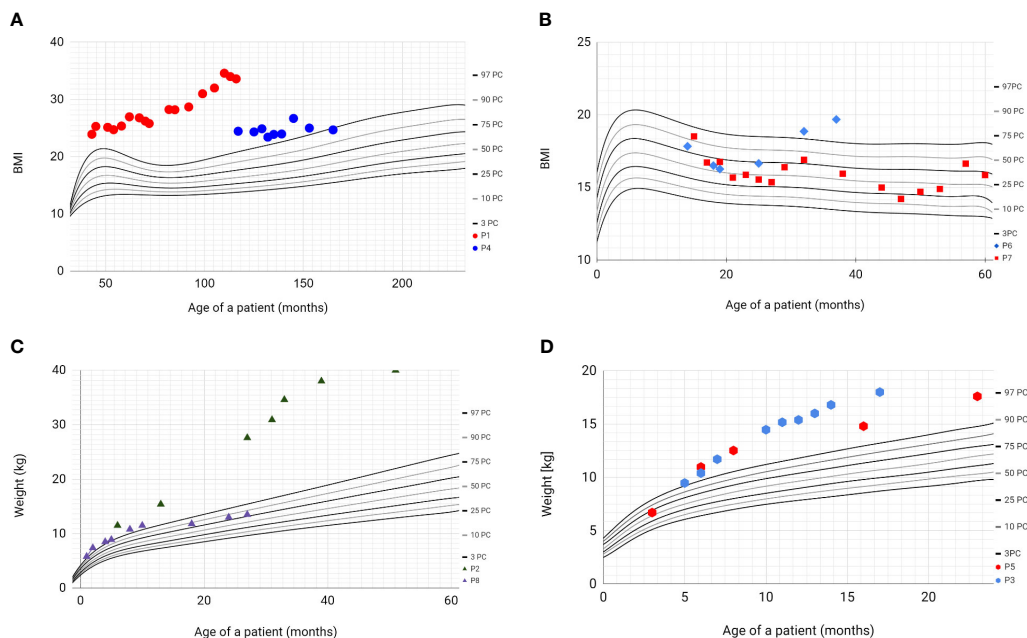 A
40
30
20
10
0
BMI
50
100
150
200
Age of a patient (months)
97 PC
90 PC
75 PC
50 PC
25 PC
10 PC
3 PC
P1
P4
B
25
20
15
10
BMI
0
20
40
60
Age of a patient (months)
97PC
90 PC
75 PC
50 PC
25 PC
10 PC
3PC
P6
P7
C
40
30
20
10
0
Weight (kg)
0
20
40
60
Age of a patient (months)
97 PC
90 PC
75 PC
50 PC
25 PC
10 PC
3 PC
P2
P8
D
20
15
10
5
0
Weight [kg]
0
5
10
15
20
Age of a patient (months)
97 PC
90 PC
75 PC
50 PC
25 PC
10 PC
3PC
P5
P3